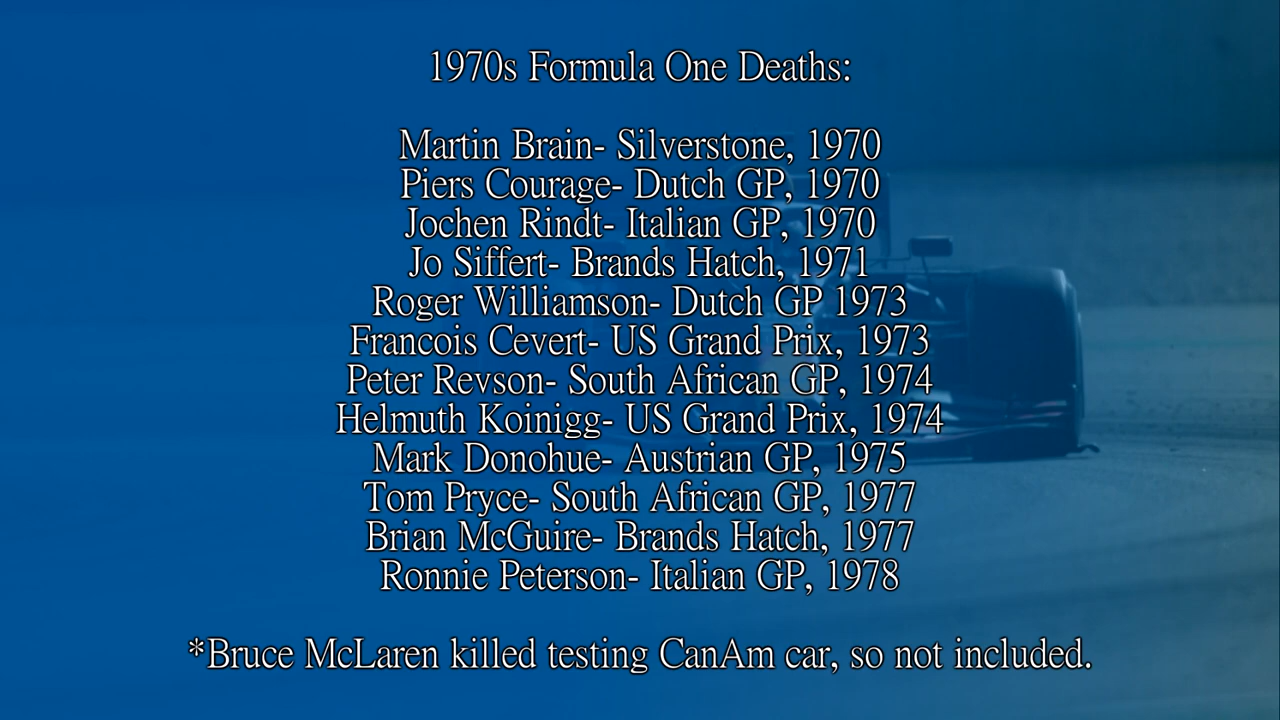 1970s Formula One Deaths:
Martin Brain- Silverstone, 1970
Piers Courage- Dutch GP, 1970
Jochen Rindt- Italian GP, 1970
Jo Siffert- Brands Hatch, 1971
Roger Williamson- Dutch GP 1973
Francois Cevert- US Grand Prix, 1973
Peter Revson- South African GP, 1974
Helmuth Koinigg- US Grand Prix, 1974
Mark Donohue- Austrian GP, 1975
Tom Pryce- South African GP, 1977
Brian McGuire- Brands Hatch, 1977
Ronnie Peterson- Italian GP, 1978
*Bruce McLaren killed testing CanAm car, so not included.